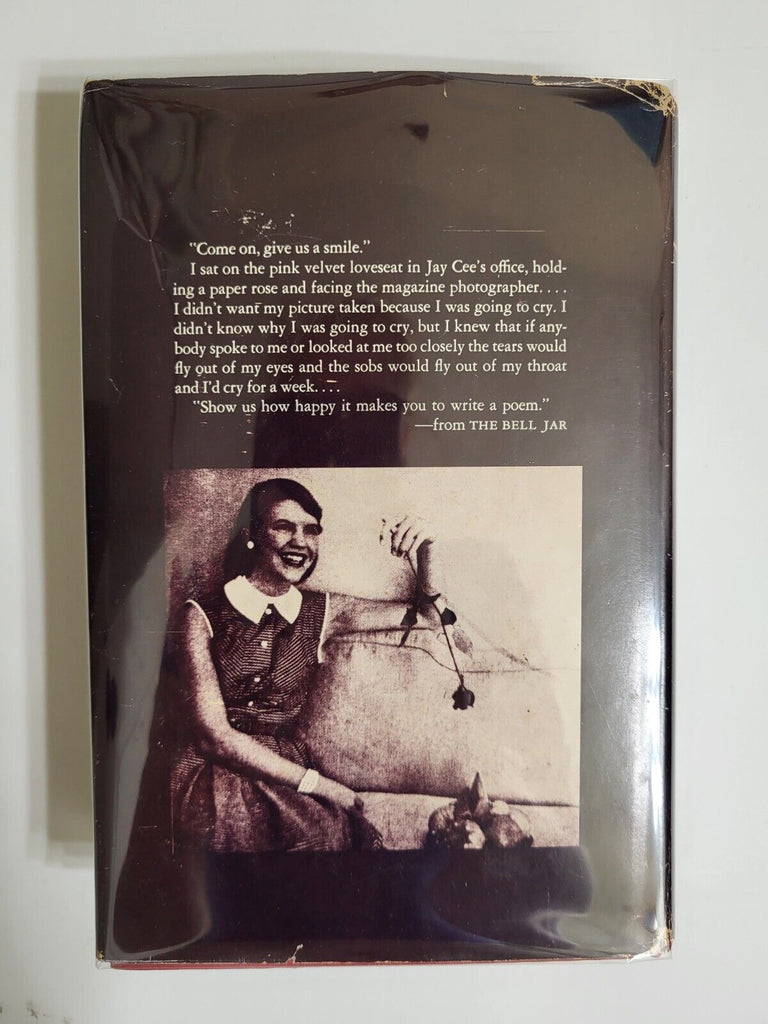 "Come on, give us a smile."
I sat on the pink velvet loveseat in Jay Cee's office, hold-
ing a paper rose and facing the magazine photographer. . . .
I didn't want my picture taken because I was going to cry. I
didn't know why I was going to cry, but I knew that if any-
body spoke to me or looked at me too closely the tears would
fly out of my eyes and the sobs would fly out of my throat
and I'd cry for a week. . . .
"Show us how happy it makes you to write a poem."
—from THE BELL JAR